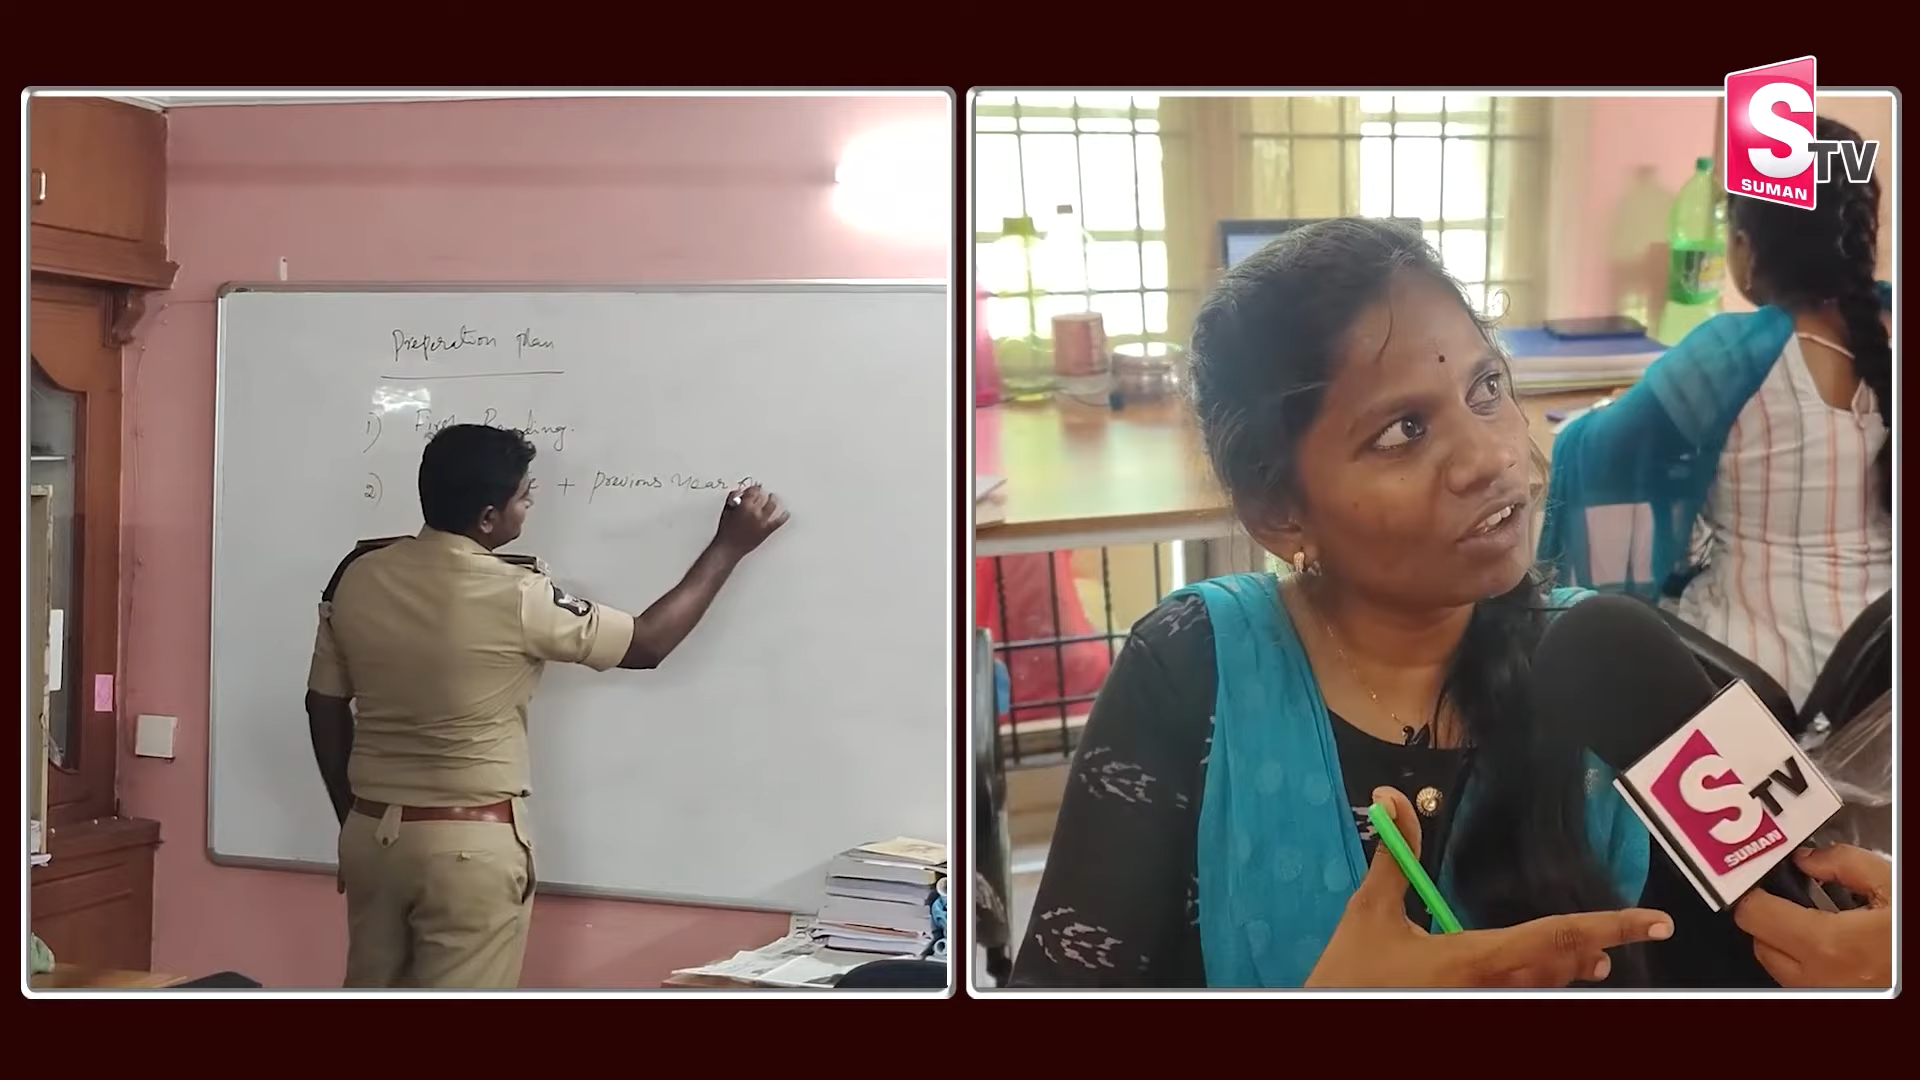 Preparation plan
1) First Reading.
2) + Previous Year
S TV
SUMAN
S TV
SUMAN